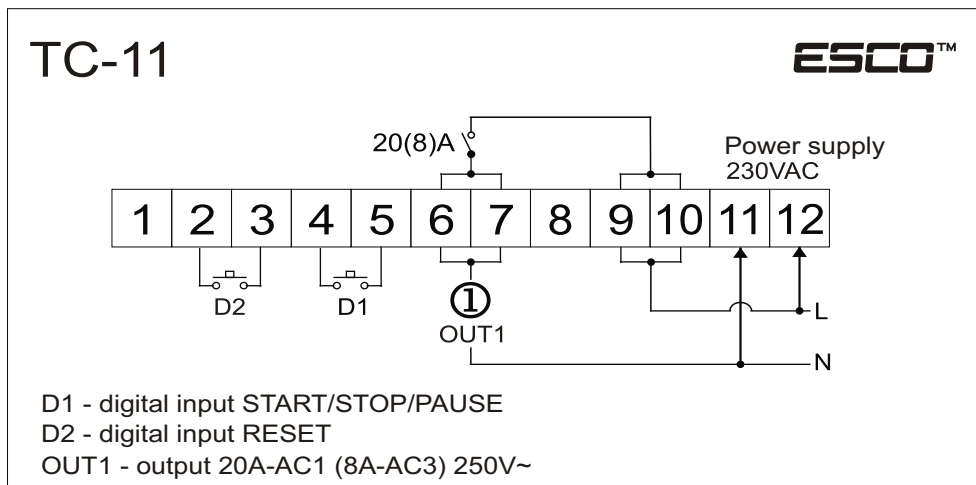 TC-11
ESCO™
20(8)A
Power supply
230VAC
1 2 3 4 5 6 7 8 9 10 11 12
D2
D1
1
OUT1
L
N
D1 - digital input START/STOP/PAUSE
D2 - digital input RESET
OUT1 - output 20A-AC1 (8A-AC3) 250V~